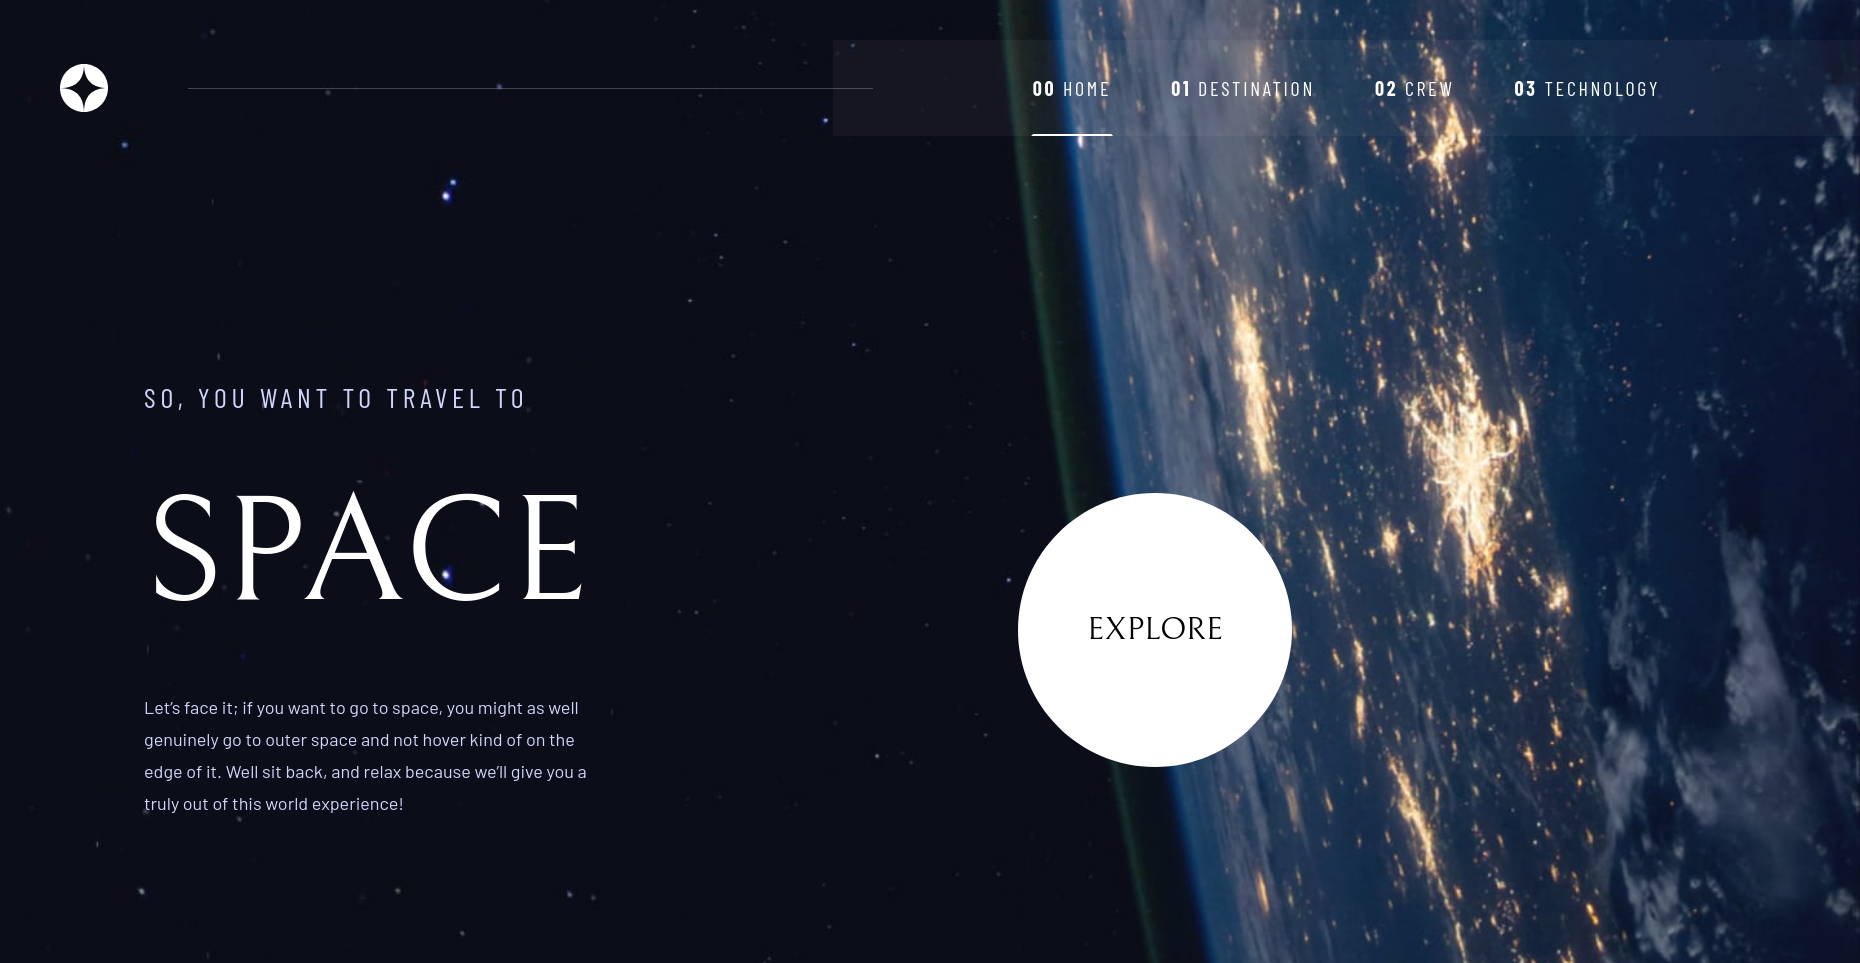 00 HOME 01 DESTINATION 02 CREW 03 TECHNOLOGY
SO, YOU WANT TO TRAVEL TO
SPACE
EXPLORE
Let’s face it; if you want to go to space, you might as well
genuinely go to outer space and not hover kind of on the
edge of it. Well sit back, and relax because we’ll give you a
truly out of this world experience!